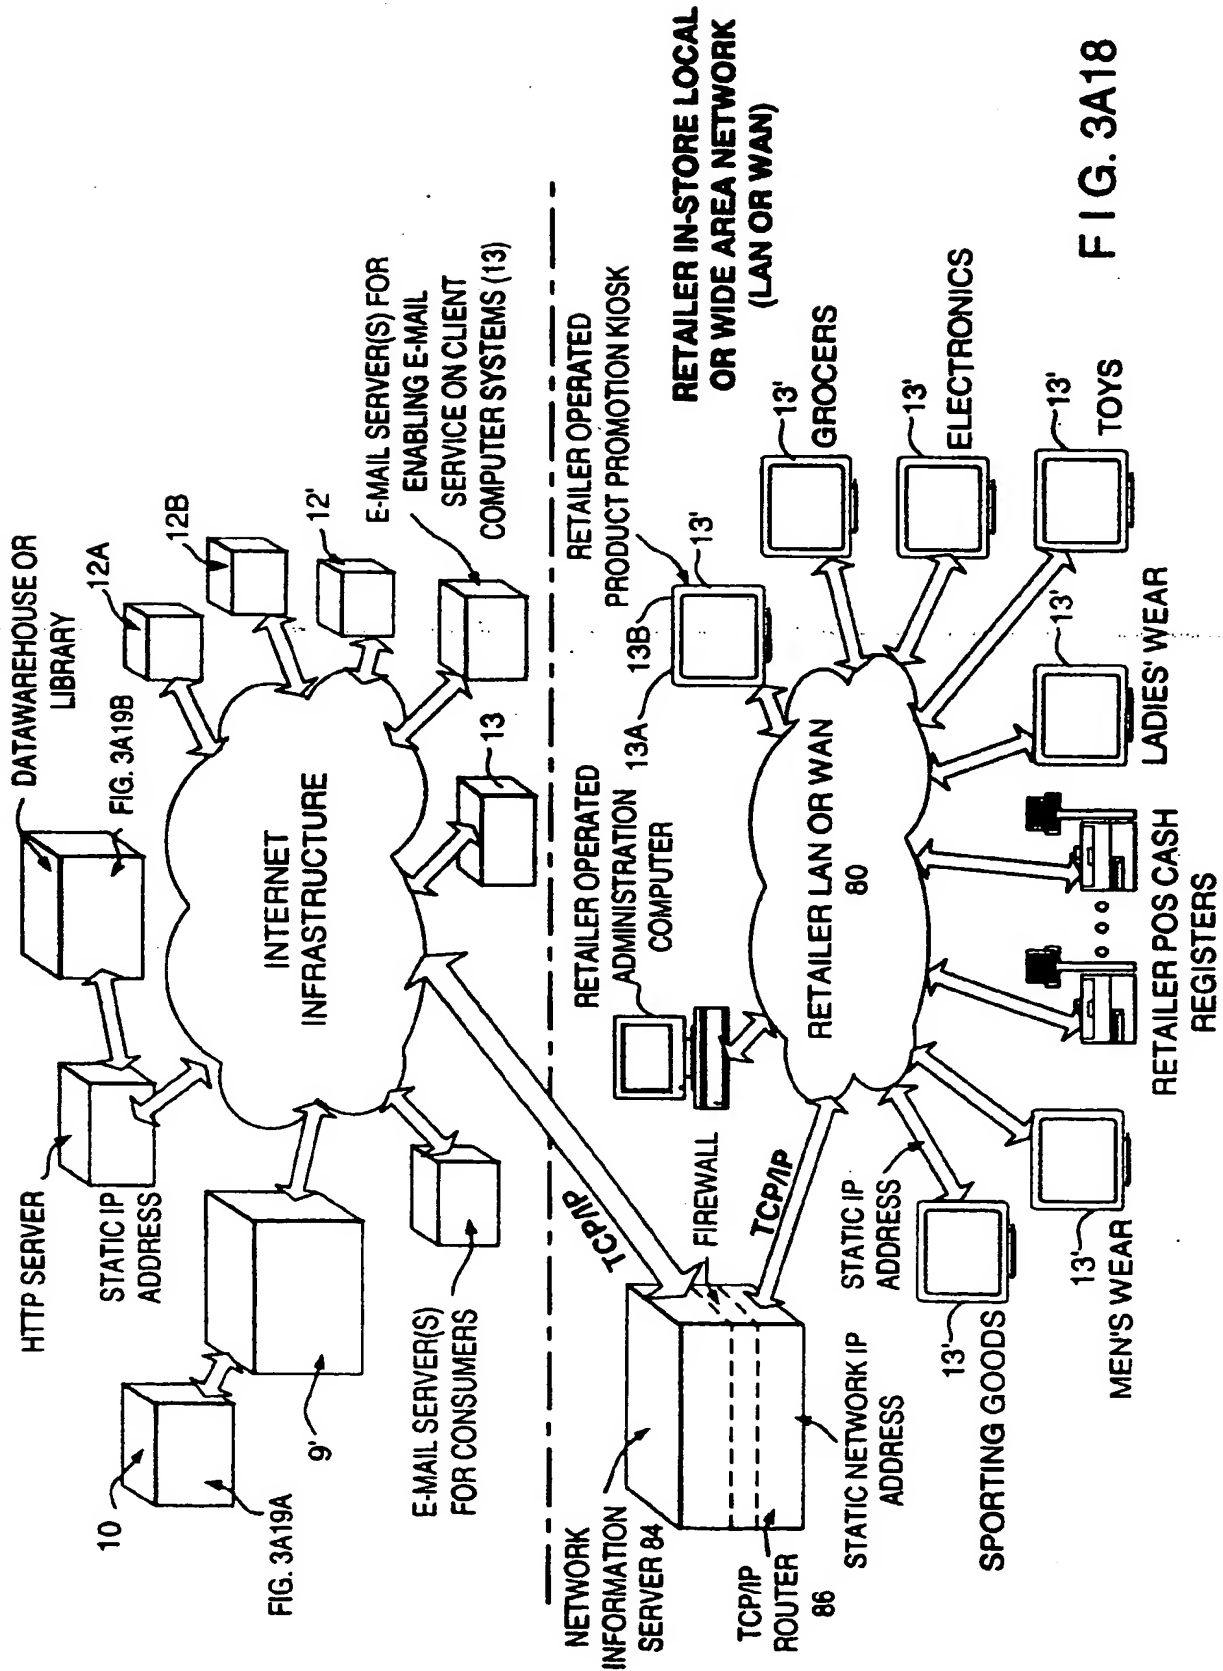 DATAWAREHOUSE OR
LIBRARY
FIG. 3A19B
HTTP SERVER
STATIC IP
ADDRESS
10
FIG. 3A19A
9'
12A
12B
12'
INTERNET
INFRASTRUCTURE
E-MAIL SERVER(S) FOR
ENABLING E-MAIL
SERVICE ON CLIENT
COMPUTER SYSTEMS (13)
13
E-MAIL SERVER(S)
FOR CONSUMERS
TCP/IP
RETAILER OPERATED
PRODUCT PROMOTION KIOSK
RETAILER IN-STORE LOCAL
OR WIDE AREA NETWORK
(LAN OR WAN)
NETWORK
INFORMATION
SERVER 84
TCP/IP
ROUTER
86
FIREWALL
TCP/IP
STATIC NETWORK IP
ADDRESS
RETAILER OPERATED
ADMINISTRATION
COMPUTER
13A
13B
13'
RETAILER LAN OR WAN
80
STATIC IP
ADDRESS
13'
SPORTING GOODS
13'
MEN'S WEAR
RETAILER POS CASH
REGISTERS
13'
LADIES' WEAR
13'
TOYS
13'
ELECTRONICS
13'
GROCERS
FIG. 3A18